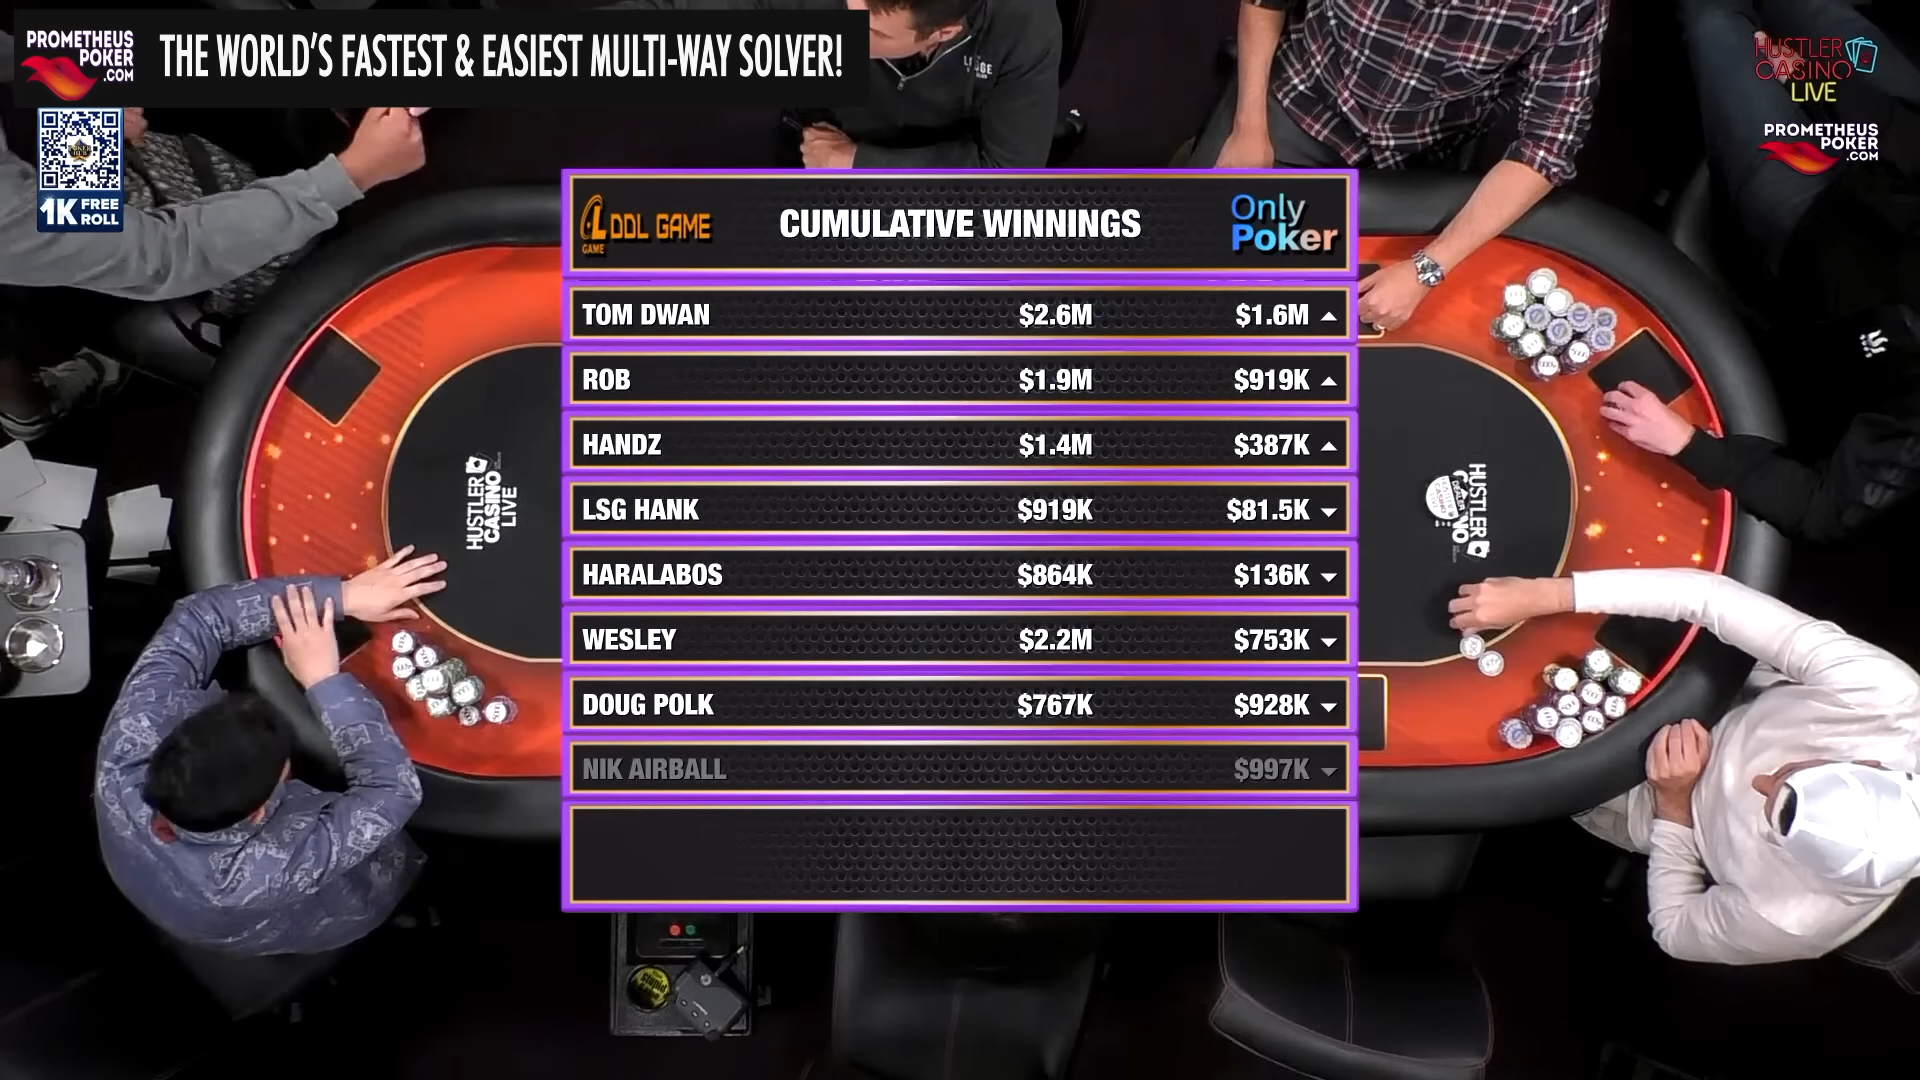 PROMETHEUS
POKER
.COM
THE WORLD'S FASTEST & EASIEST MULTI-WAY SOLVER!
1K FREE
ROLL
HUSTLER
CASINO
LIVE
PROMETHEUS
POKER
.COM
L DDL GAME
GAME
CUMULATIVE WINNINGS
Only
Poker
TOM DWAN $2.6M $1.6M ▲
ROB $1.9M $919K ▲
HANDZ $1.4M $387K ▲
LSG HANK $919K $81.5K ▼
HARALABOS $864K $136K ▼
WESLEY $2.2M $753K ▼
DOUG POLK $767K $928K ▼
NIK AIRBALL $997K ▼
HUSTLER
CASINO
LIVE
HUSTLER